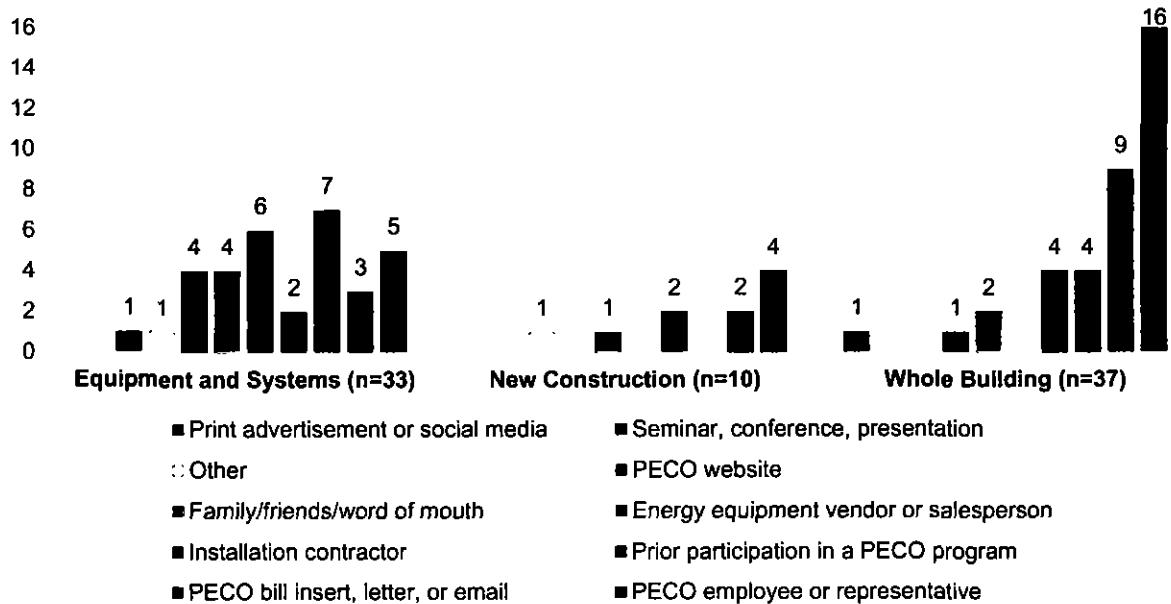 16
14
12
10
8
6
4
2
0
1 1 4 4 6 2 7 3 5
1 1 2 2 4
1 1 2 4 4 9 16
Equipment and Systems (n=33) New Construction (n=10) Whole Building (n=37)
Print advertisement or social media Seminar, conference, presentation
Other PECO website
Family/friends/word of mouth Energy equipment vendor or salesperson
Installation contractor Prior participation in a PECO program
PECO bill insert, letter, or email PECO employee or representative